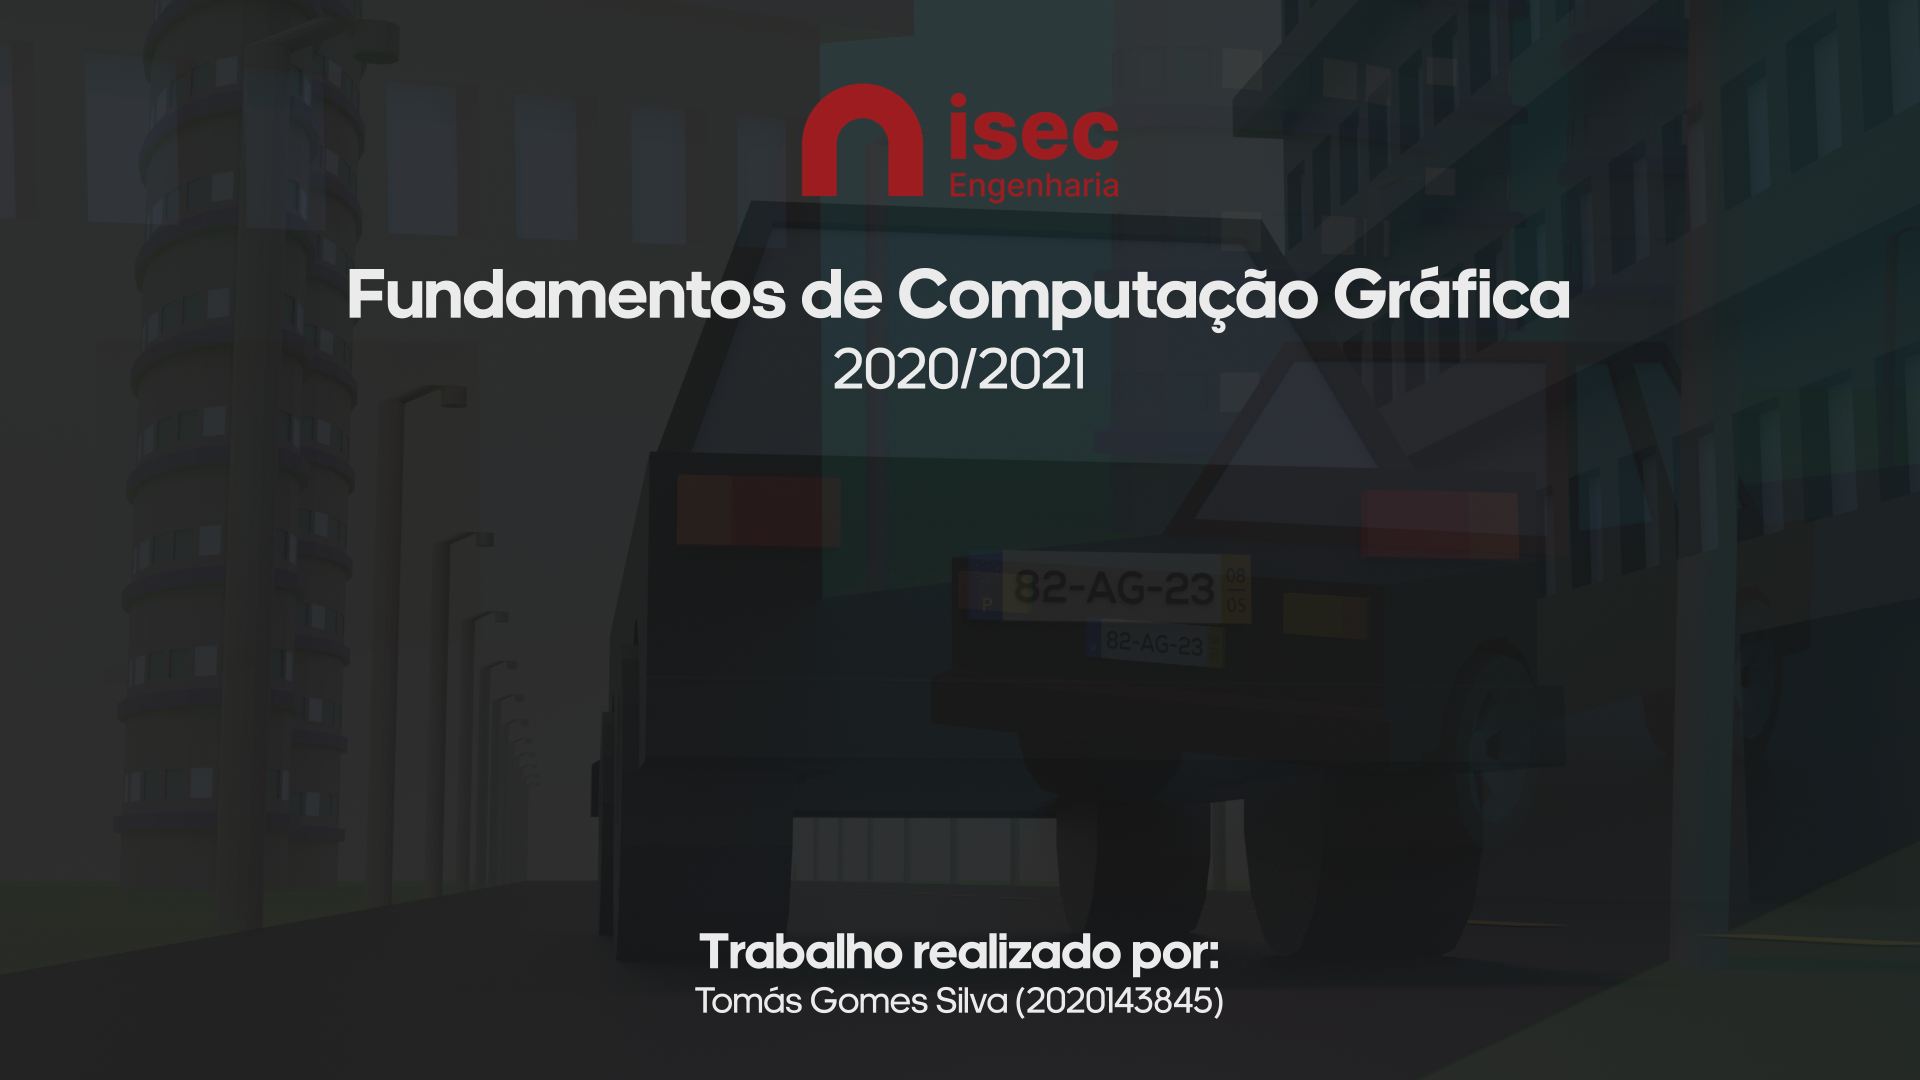 isec
Engenharia
Fundamentos de Computação Gráfica
2020/2021
P
82-AG-23
08
05
82-AG-23
Trabalho realizado por:
Tomás Gomes Silva (2020143845)